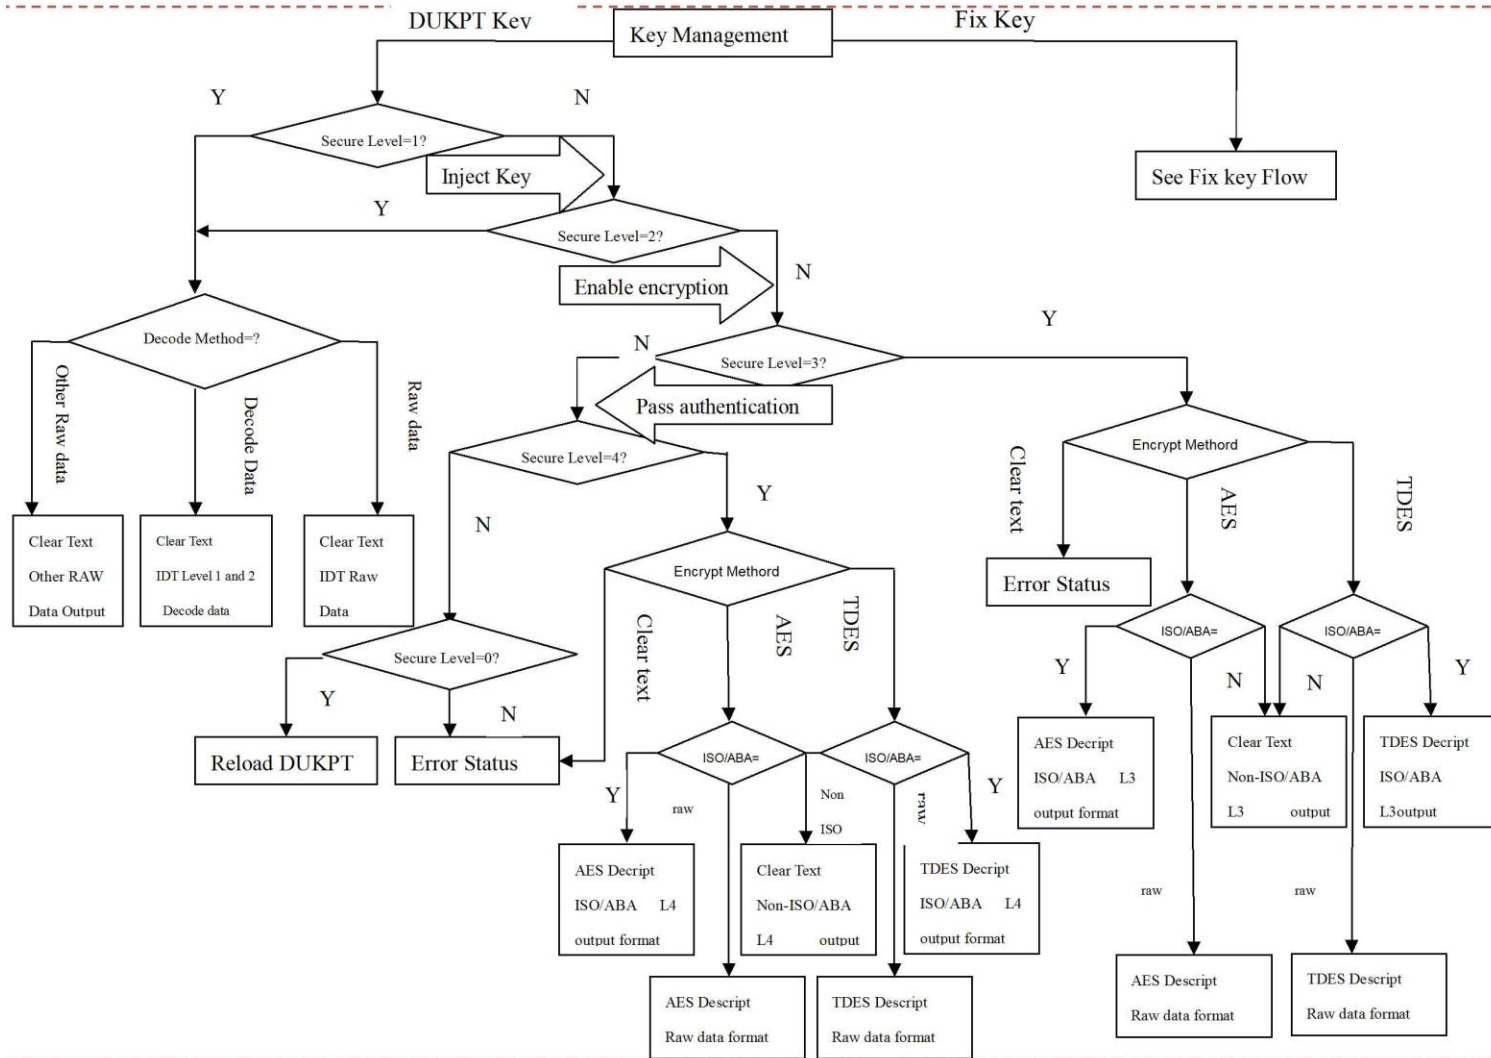 DUKPT Kev
Key Management
Fix Key
Y
N
Secure Level=1?
Inject Key
See Fix key Flow
Y
Secure Level=2?
N
Enable encryption
Y
Decode Method=?
N
Secure Level=3?
Other Raw data
Decode Data
Raw data
Pass authentication
Secure Level=4?
Encrypt Methord
Clear text
AES
TDES
Y
N
Clear Text
Other RAW
Data Output
Clear Text
IDT Level 1 and 2
Decode data
Clear Text
IDT Raw
Data
Encrypt Methord
Error Status
Clear text
AES
TDES
ISO/ABA=
ISO/ABA=
Secure Level=0?
Y
N
Y
N
N
Y
Reload DUKPT
Error Status
ISO/ABA=
ISO/ABA=
AES Decript
ISO/ABA L3
output format
Clear Text
Non-ISO/ABA
L3 output
TDES Decript
ISO/ABA
L3output
Y
raw
Non
ISO
raw
Y
AES Decript
ISO/ABA L4
output format
Clear Text
Non-ISO/ABA
L4 output
TDES Decript
ISO/ABA L4
output format
raw
raw
AES Descript
Raw data format
TDES Descript
Raw data format
AES Descript
Raw data format
TDES Descript
Raw data format